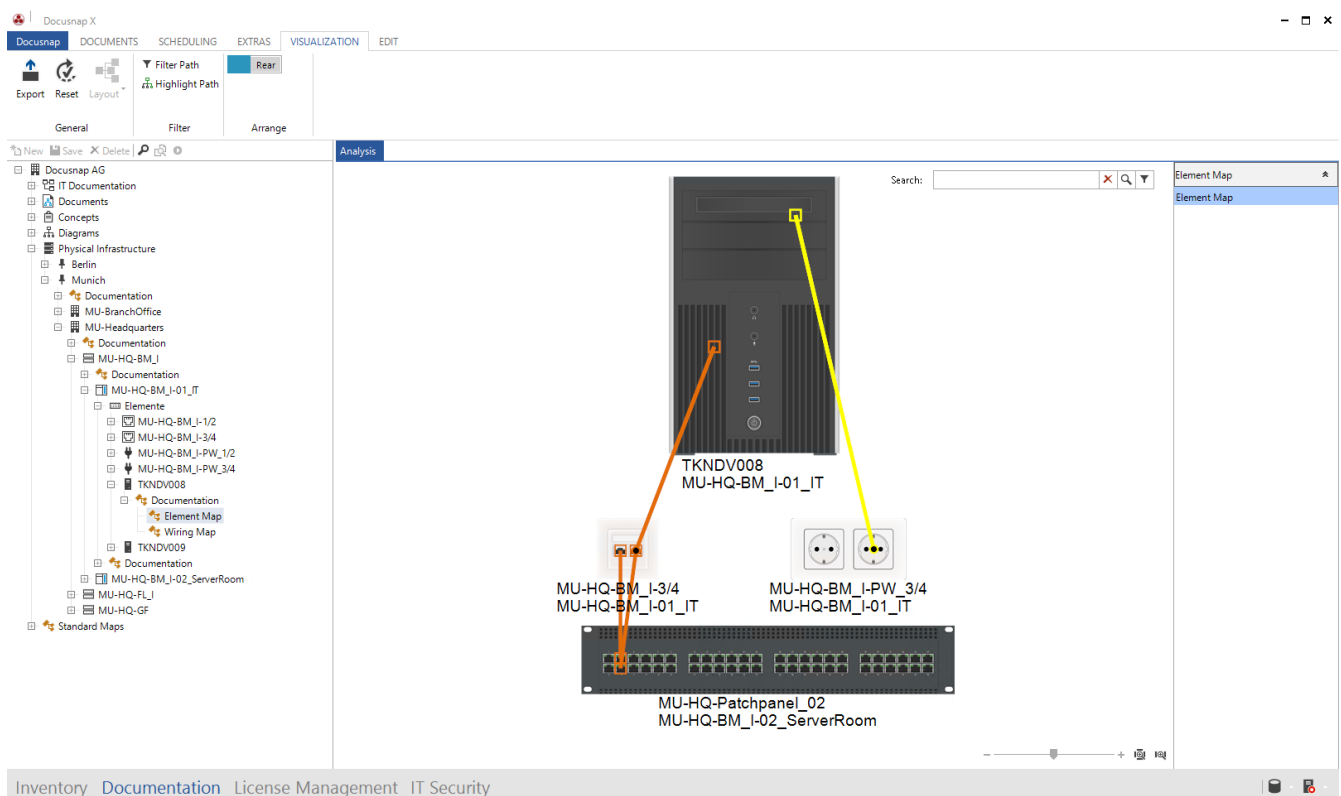 Docusnap X
Docusnap DOCUMENTS SCHEDULING EXTRAS VISUALIZATION EDIT
Export Reset Layout
Filter Path
Highlight Path
Rear
General Filter Arrange
New Save Delete
Docusnap AG
IT Documentation
Documents
Concepts
Diagrams
Physical Infrastructure
Berlin
Munich
Documentation
MU-BranchOffice
MU-Headquarters
Documentation
MU-HQ-BM_I
Documentation
MU-HQ-BM_I-01_IT
Elemente
MU-HQ-BM_I-1/2
MU-HQ-BM_I-3/4
MU-HQ-BM_I-PW_1/2
MU-HQ-BM_I-PW_3/4
TKNDV008
Documentation
Element Map
Wiring Map
TKNDV009
Documentation
MU-HQ-BM_I-02_ServerRoom
MU-HQ-FL_I
MU-HQ-GF
Standard Maps
Analysis
Search:
TKNDV008
MU-HQ-BM_I-01_IT
MU-HQ-BM_I-3/4
MU-HQ-BM_I-01_IT
MU-HQ-BM_I-PW_3/4
MU-HQ-BM_I-01_IT
MU-HQ-Patchpanel_02
MU-HQ-BM_I-02_ServerRoom
Element Map
Element Map
Inventory Documentation License Management IT Security